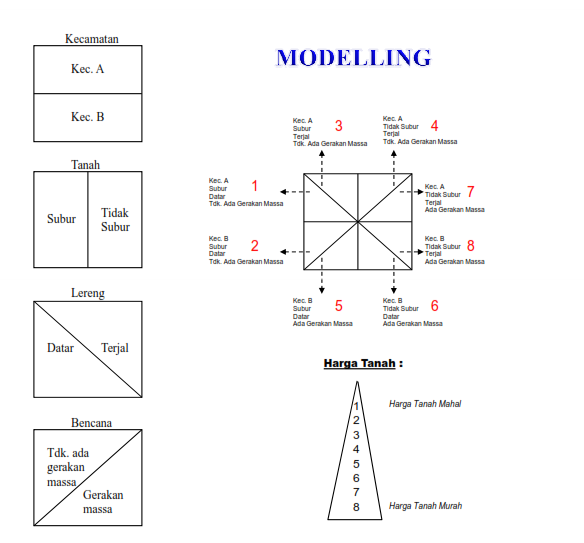 Kecamatan
Kec. A
Kec. B
Tanah
Subur
Tidak
Subur
Lereng
Datar
Terjal
Bencana
Tdk. ada
gerakan
massa
Gerakan
massa
MODELLING
Kec. A
Subur
Terjal
Tdk. Ada Gerakan Massa
3
Kec. A
Tidak Subur
Terjal
Tdk. Ada Gerakan Massa
4
Kec. A
Subur
Datar
Tdk. Ada Gerakan Massa
1
Kec. A
Tidak Subur
Terjal
Ada Gerakan Massa
7
Kec. B
Subur
Datar
Tdk. Ada Gerakan Massa
2
Kec. B
Tidak Subur
Terjal
Ada Gerakan Massa
8
Kec. B
Subur
Datar
Ada Gerakan Massa
5
Kec. B
Tidak Subur
Datar
Ada Gerakan Massa
6
Harga Tanah :
1
Harga Tanah Mahal
2
3
4
5
6
7
8
Harga Tanah Murah